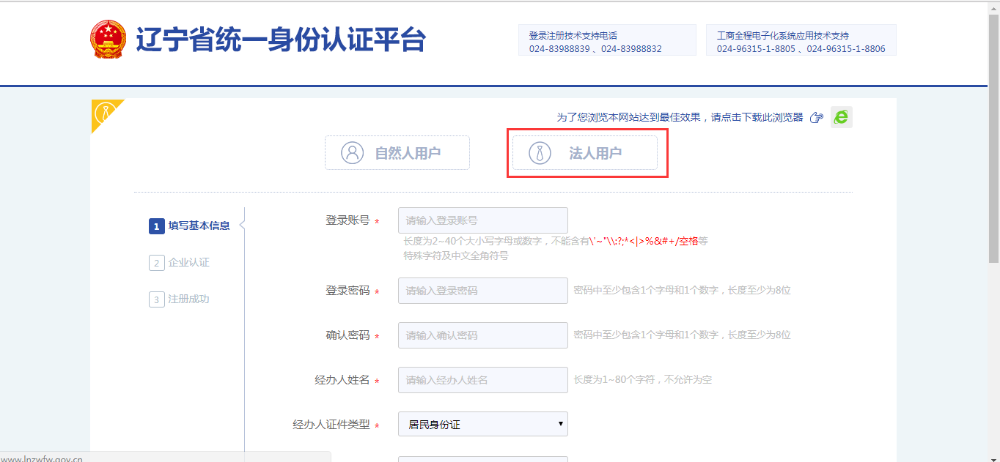 辽宁省统一身份认证平台
登录注册技术支持电话
024-83988839 、024-83988832
工商全程电子化系统应用技术支持
024-96315-1-8805 、024-96315-1-8806
为了您浏览本网站达到最佳效果，请点击下载此浏览器
自然人用户
法人用户
1 填写基本信息
2 企业认证
3 注册成功
登录账号 * 请输入登录账号
长度为2~40个大小写字母或数字，不能含有\'~"\\;?;*<|>%&#+/空格等
特殊字符及中文全角符号
登录密码 * 请输入登录密码 密码中至少包含1个字母和1个数字，长度至少为8位
确认密码 * 请输入确认密码 密码中至少包含1个字母和1个数字，长度至少为8位
经办人姓名 * 请输入经办人姓名 长度为1~80个字符，不允许为空
经办人证件类型 * 居民身份证
www.lnzwfw.gov.cn